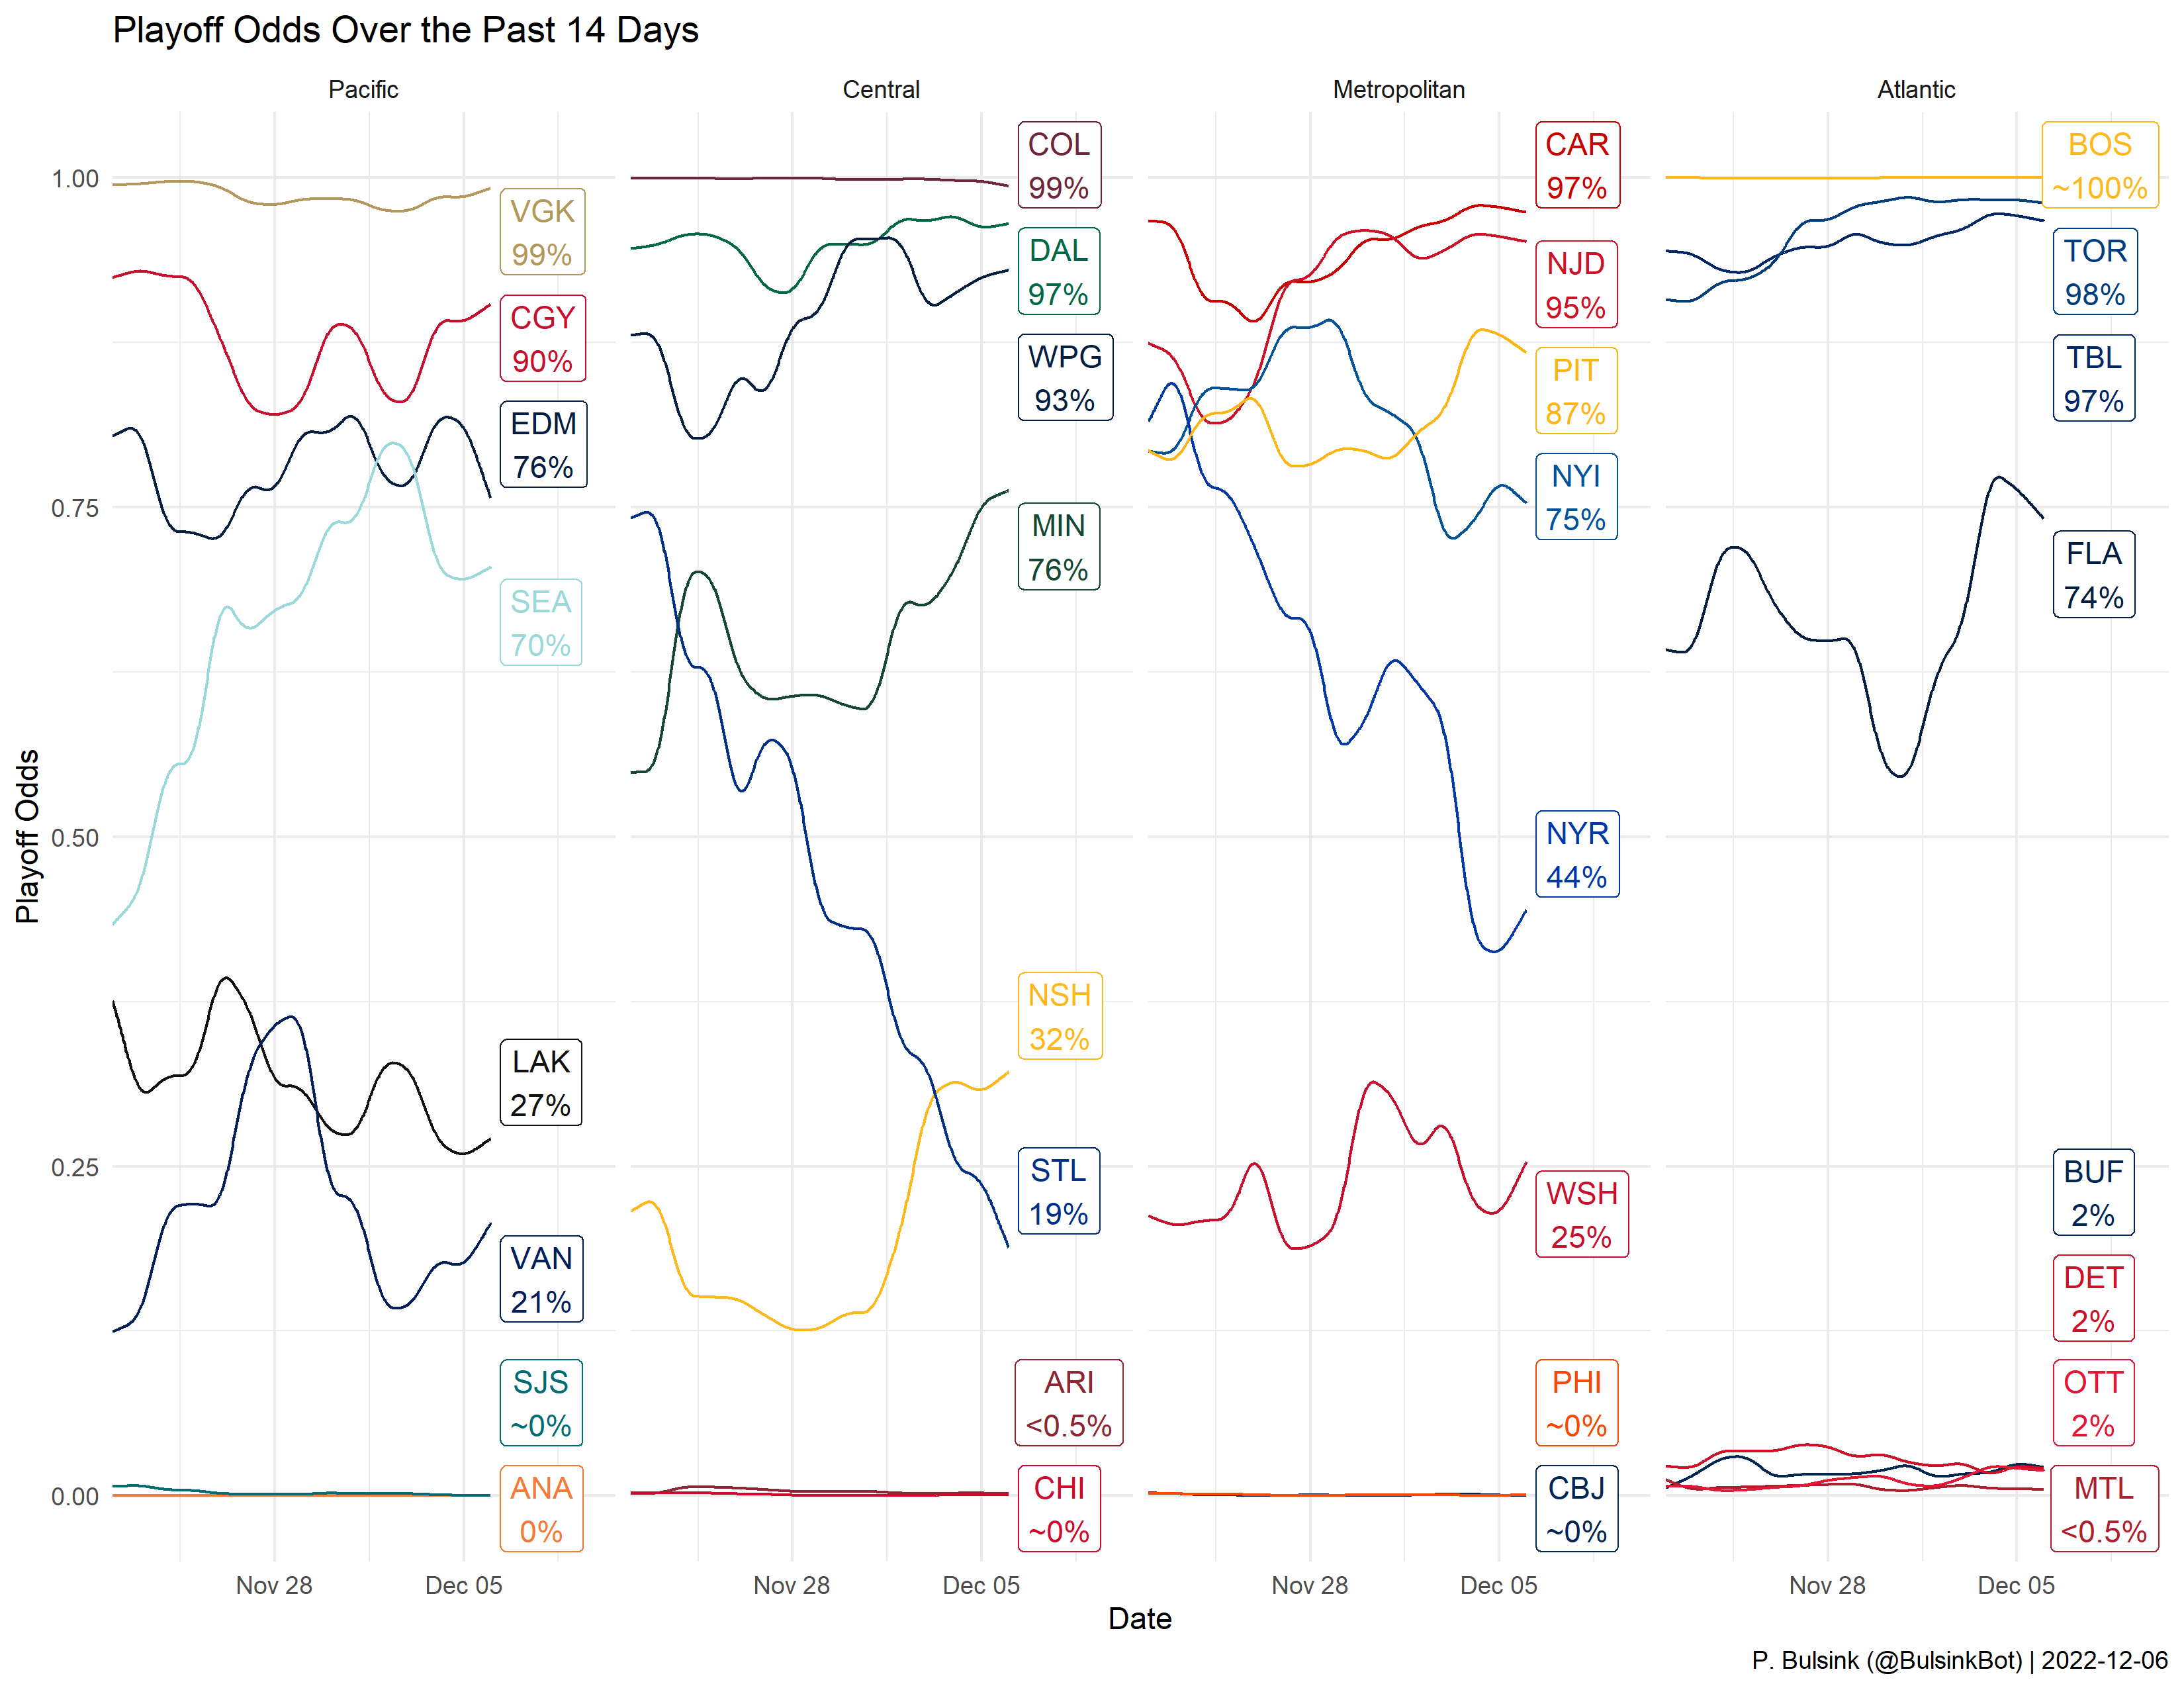 Playoff Odds Over the Past 14 Days
Pacific
Central
Metropolitan
Atlantic
Playoff Odds
1.00
0.75
0.50
0.25
0.00
VGK
99%
CGY
90%
EDM
76%
SEA
70%
LAK
27%
VAN
21%
SJS
~0%
ANA
0%
COL
99%
DAL
97%
WPG
93%
MIN
76%
NSH
32%
STL
19%
ARI
<0.5%
CHI
~0%
CAR
97%
NJD
95%
PIT
87%
NYI
75%
NYR
44%
WSH
25%
PHI
~0%
CBJ
~0%
BOS
~100%
TOR
98%
TBL
97%
FLA
74%
BUF
2%
DET
2%
OTT
2%
MTL
<0.5%
Nov 28
Dec 05
Nov 28
Dec 05
Nov 28
Dec 05
Nov 28
Dec 05
Date
P. Bulsink (@BulsinkBot) | 2022-12-06